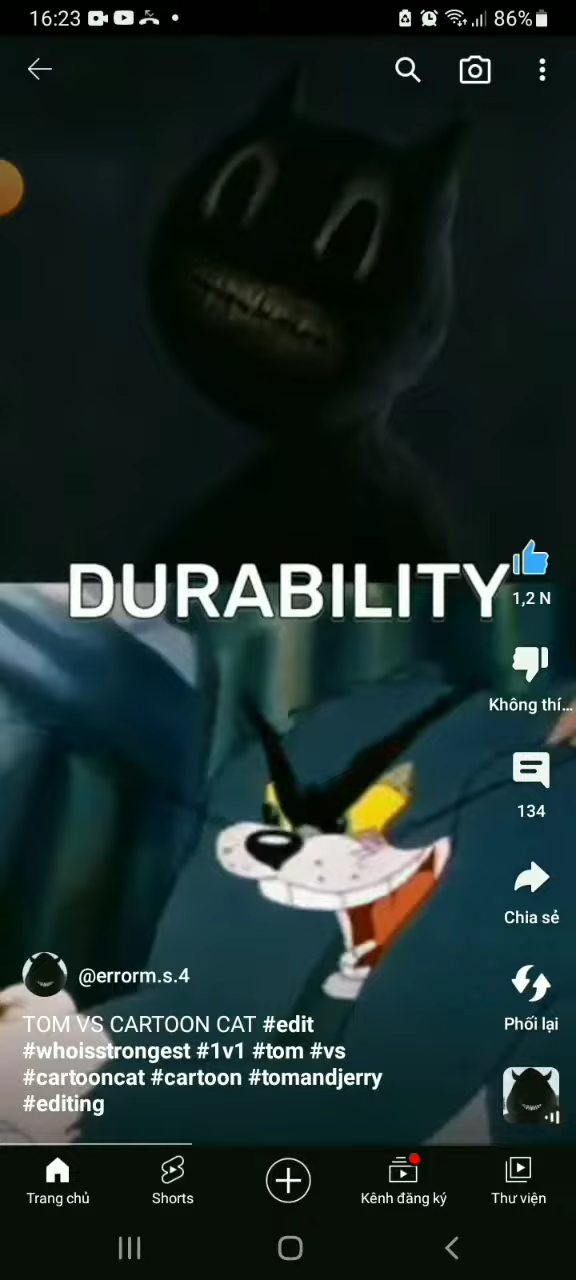 16:23
86%
DURABILITY
1,2 N
Không thí...
134
Chia sẻ
@errorm.s.4
TOM VS CARTOON CAT #edit
#whoisstrongest #1v1 #tom #vs
#cartooncat #cartoon #tomandjerry
#editing
Phối lại
Trang chủ
Shorts
Kênh đăng ký
Thư viện